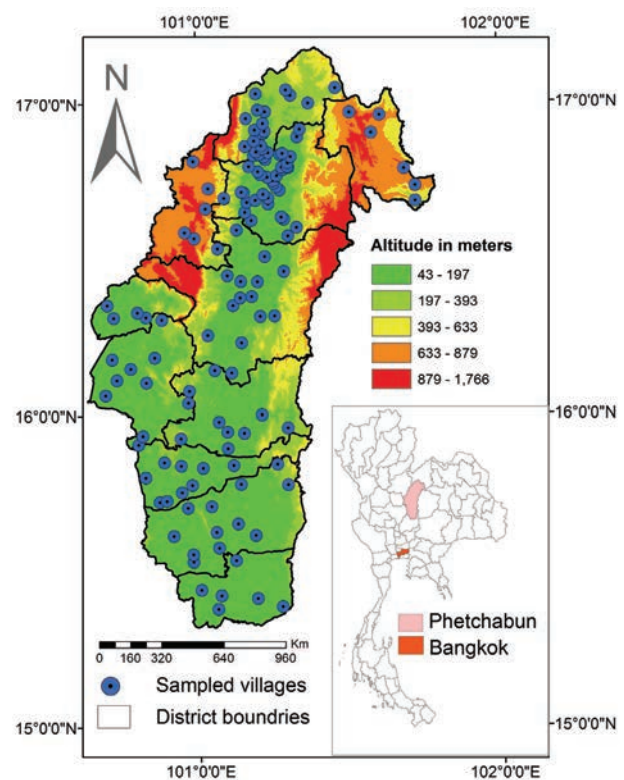 101°0'0"E 102°0'0"E
N
17°0'0"N 17°0'0"N
Altitude in meters
43 - 197
197 - 393
393 - 633
633 - 879
879 - 1,766
16°0'0"N 16°0'0"N
Phetchabun
Bangkok
Km
0 160 320 640 960
Sampled villages
District boundries
15°0'0"N 15°0'0"N
101°0'0"E 102°0'0"E